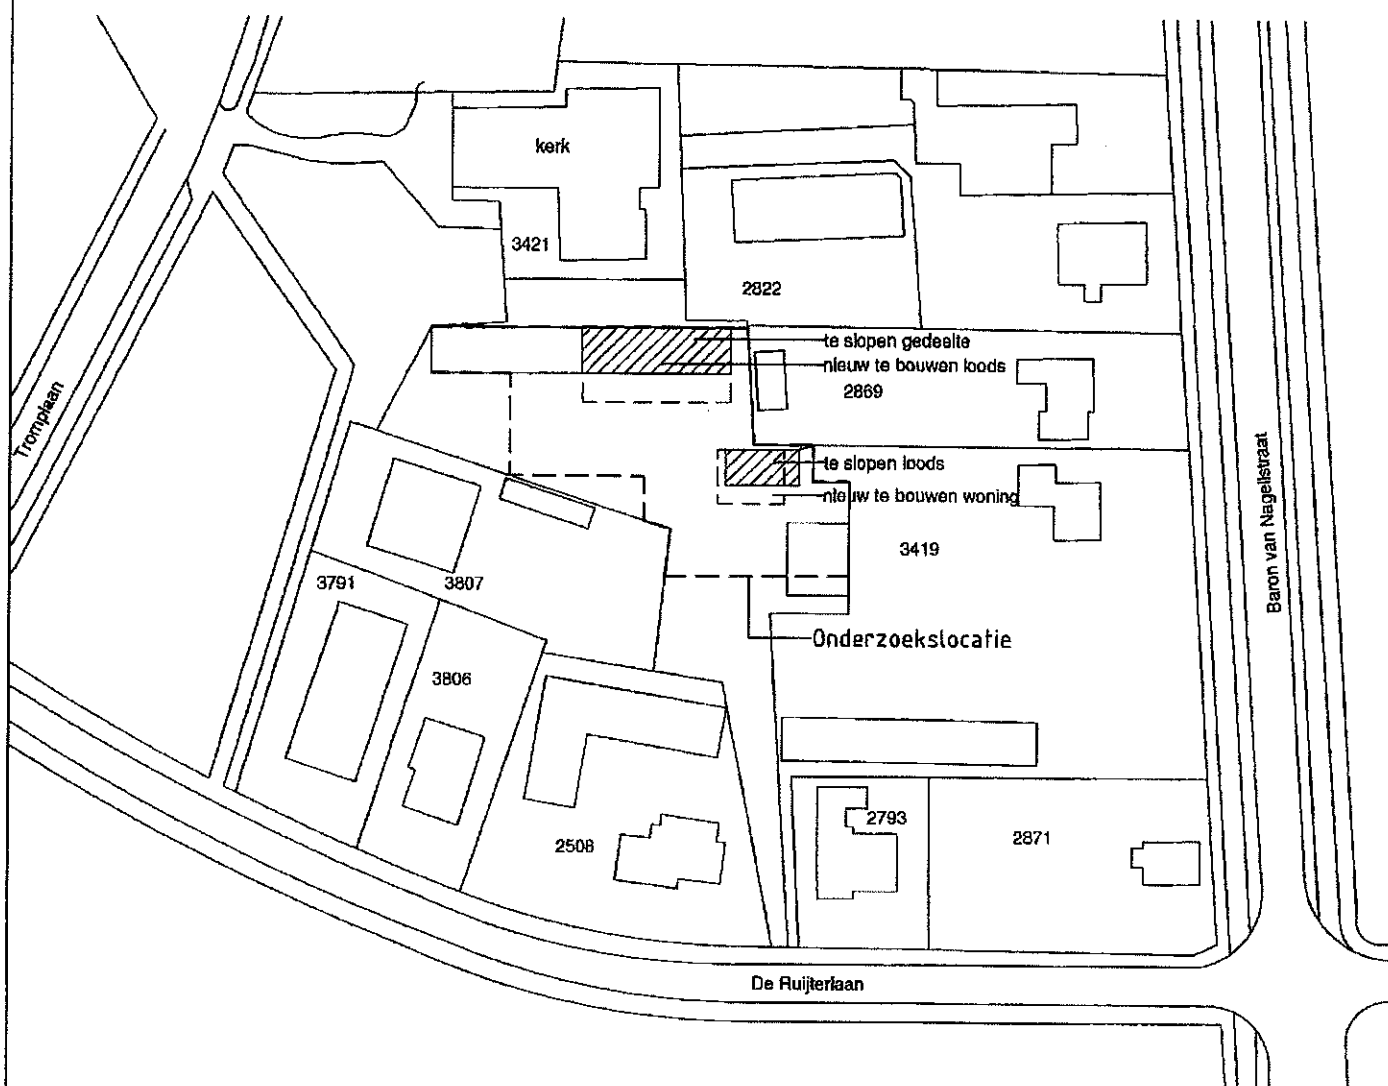 kerk
3421
2822
te slopen gedeelte
nieuw te bouwen loods
2869
Tromplaan
te slopen loods
nieuw te bouwen woning
3419
Baron van Nagellstraat
3791
3807
Onderzoekslocatie
3806
2793
2871
2508
De Ruijterlaan